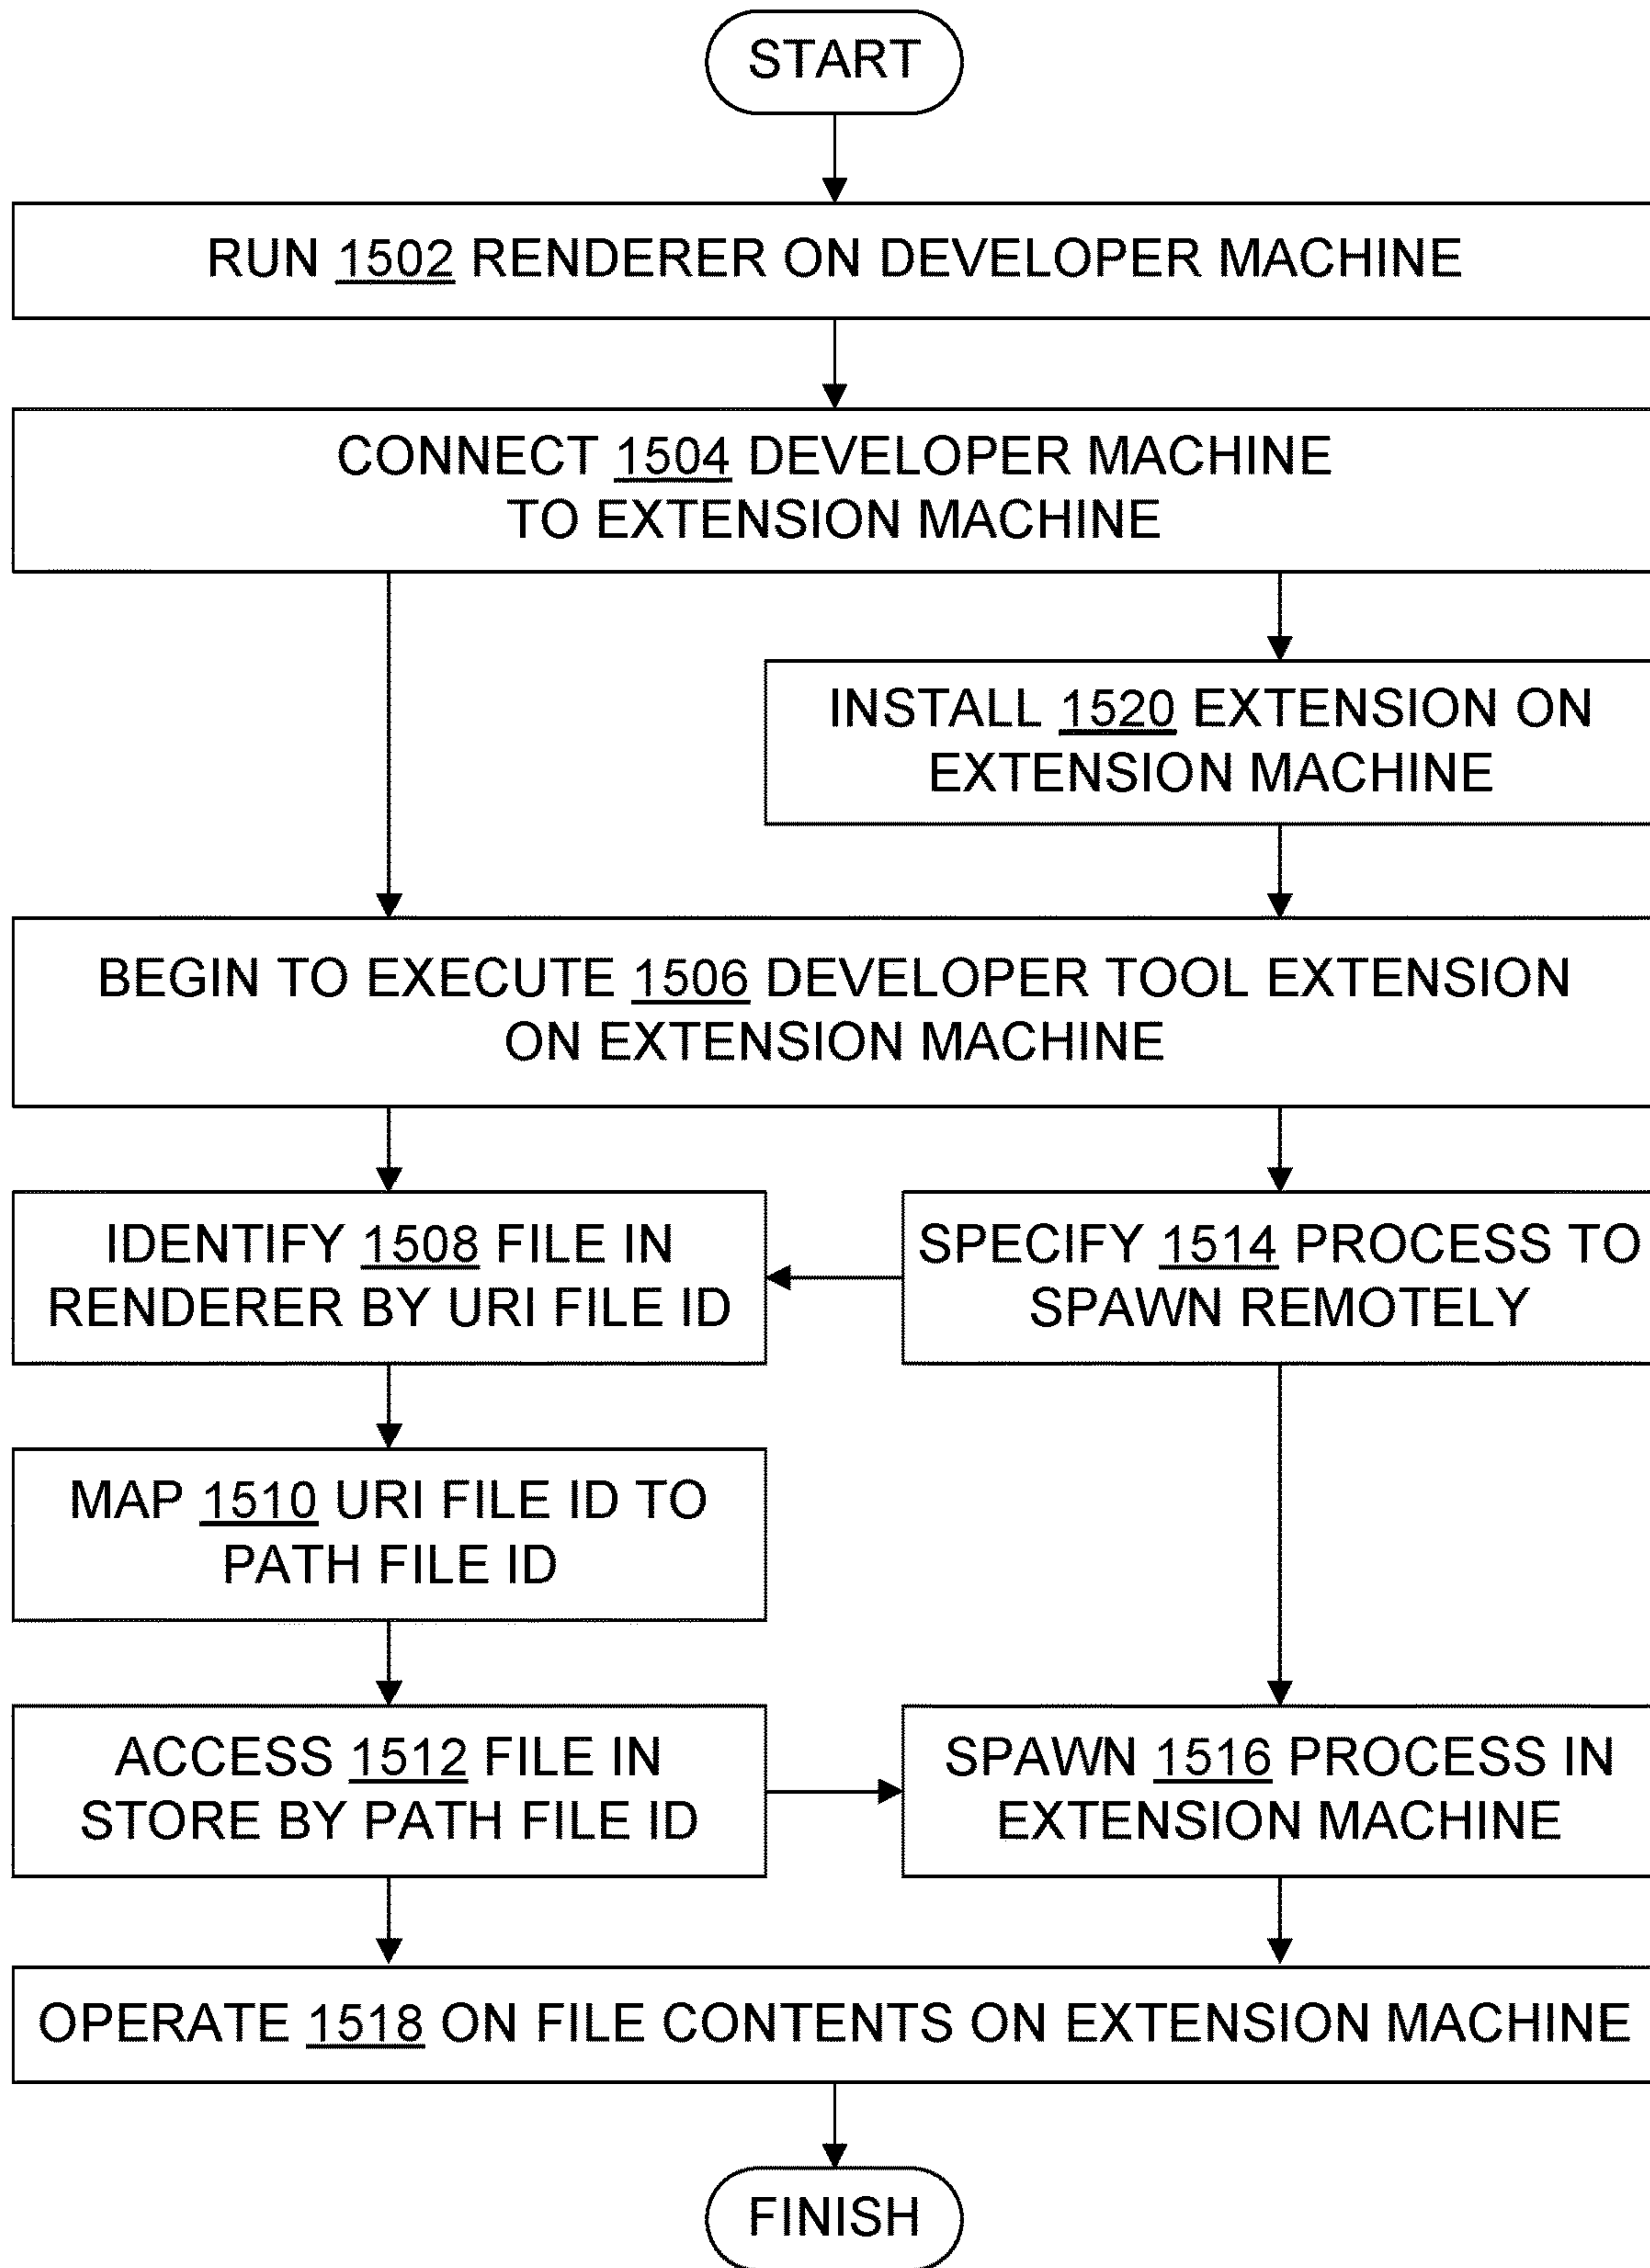 START
RUN 1502 RENDERER ON DEVELOPER MACHINE
CONNECT 1504 DEVELOPER MACHINE
TO EXTENSION MACHINE
INSTALL 1520 EXTENSION ON
EXTENSION MACHINE
BEGIN TO EXECUTE 1506 DEVELOPER TOOL EXTENSION
ON EXTENSION MACHINE
IDENTIFY 1508 FILE IN
RENDERER BY URI FILE ID
SPECIFY 1514 PROCESS TO
SPAWN REMOTELY
MAP 1510 URI FILE ID TO
PATH FILE ID
ACCESS 1512 FILE IN
STORE BY PATH FILE ID
SPAWN 1516 PROCESS IN
EXTENSION MACHINE
OPERATE 1518 ON FILE CONTENTS ON EXTENSION MACHINE
FINISH